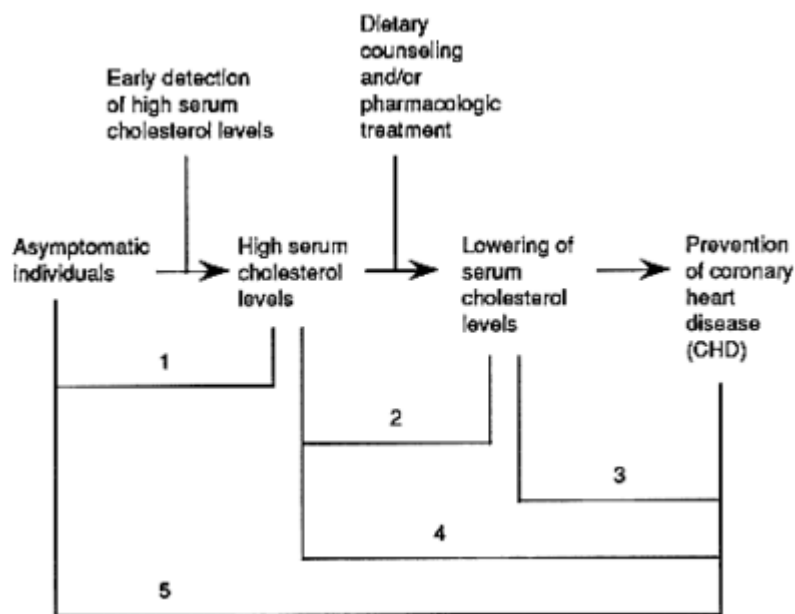 Dietary
counseling
and/or
pharmacologic
treatment
Early detection
of high serum
cholesterol levels
Asymptomatic
individuals
High serum
cholesterol
levels
Lowering of
serum
cholesterol
levels
Prevention
of coronary
heart
disease
(CHD)
1
2
3
4
5